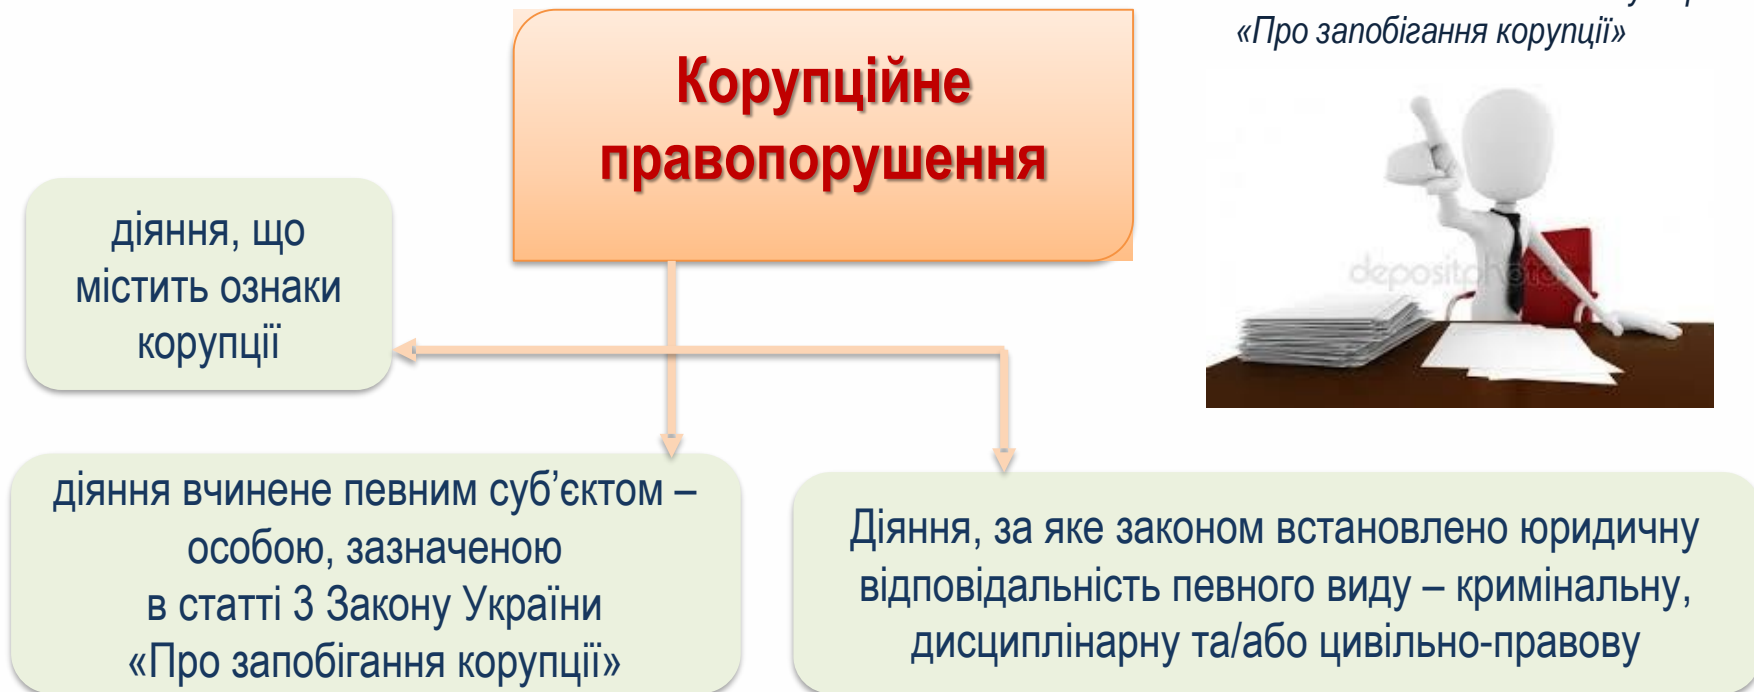 «Про запобігання корупції»
Корупційне
правопорушення
діяння, що
містить ознаки
корупції
depositphotos
діяння вчинене певним суб’єктом –
особою, зазначеною
в статті 3 Закону України
«Про запобігання корупції»
Діяння, за яке законом встановлено юридичну
відповідальність певного виду – кримінальну,
дисциплінарну та/або цивільно-правову